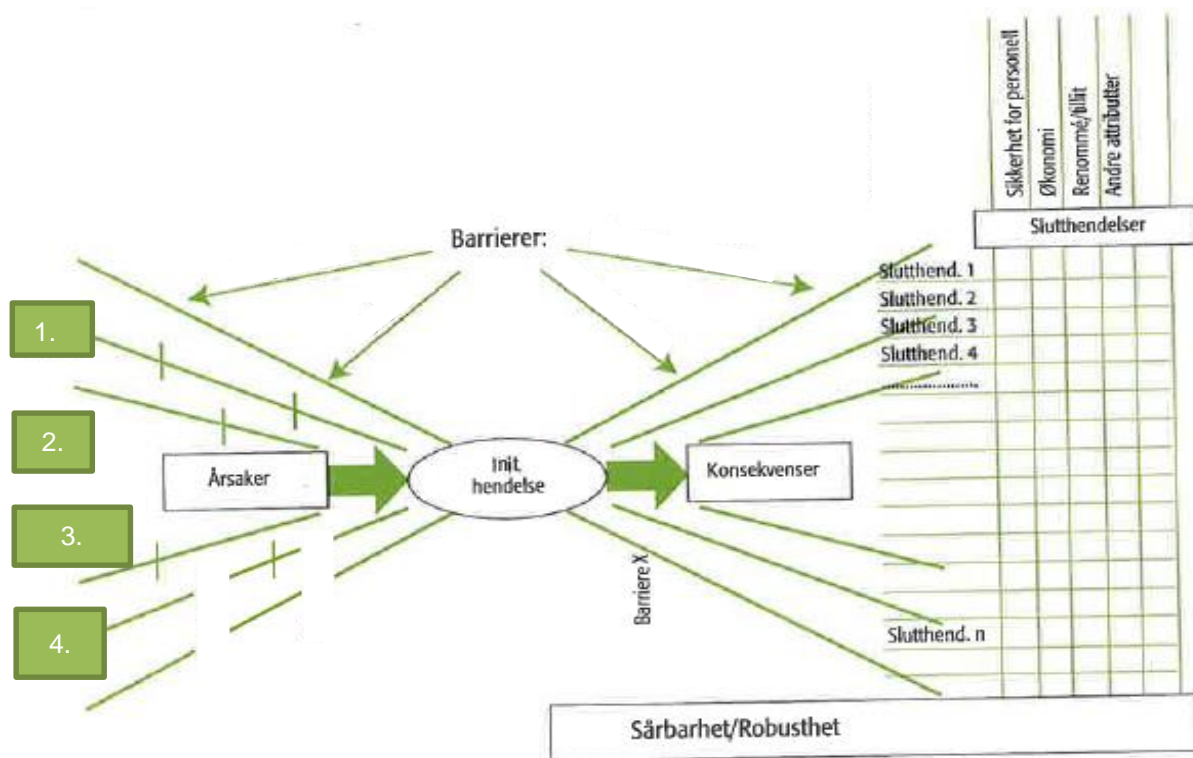 Sikkerhet for personell
Økonomi
Renommé/tillit
Andre attributter
Slutthendelser
Barrierer:
Slutthend. 1
Slutthend. 2
Slutthend. 3
Slutthend. 4
1.
2.
3.
4.
Årsaker
Init.
hendelse
Konsekvenser
Barriere X
Slutthend. n
Sårbarhet/Robusthet